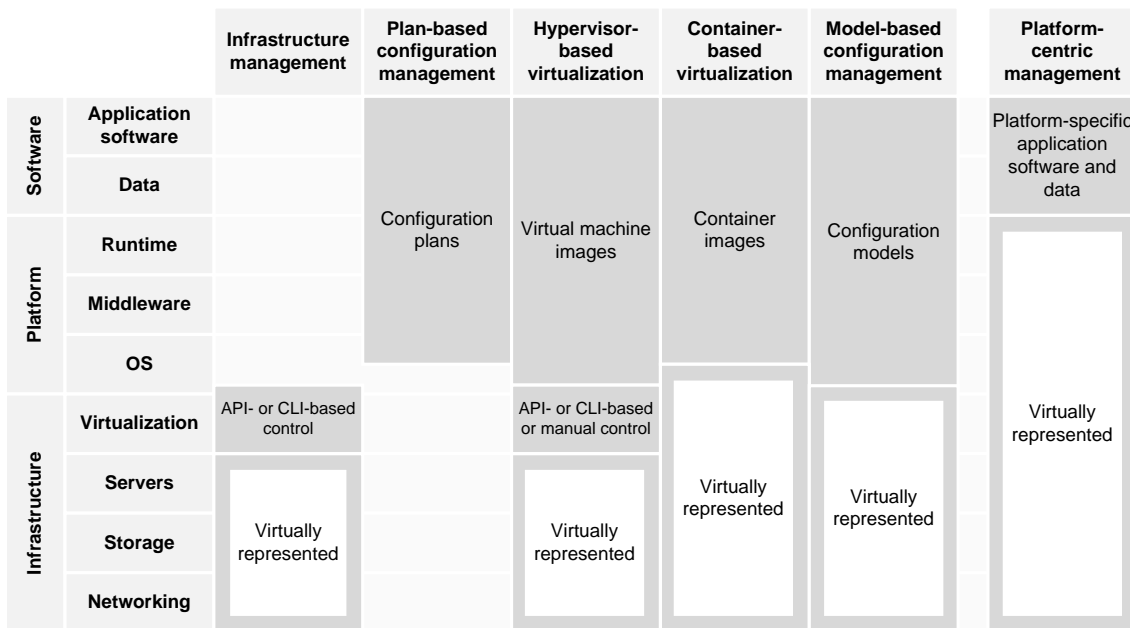 Infrastructure
management
Plan-based
configuration
management
Hypervisor-
based
virtualization
Container-
based
virtualization
Model-based
configuration
management
Platform-
centric
management
Software
Application
software
Data
Platform
Runtime
Middleware
OS
Infrastructure
Virtualization
Servers
Storage
Networking
API- or CLI-based
control
Virtually
represented
Configuration
plans
Virtual machine
images
API- or CLI-based
or manual control
Virtually
represented
Container
images
Virtually
represented
Configuration
models
Virtually
represented
Platform-specific
application
software and
data
Virtually
represented